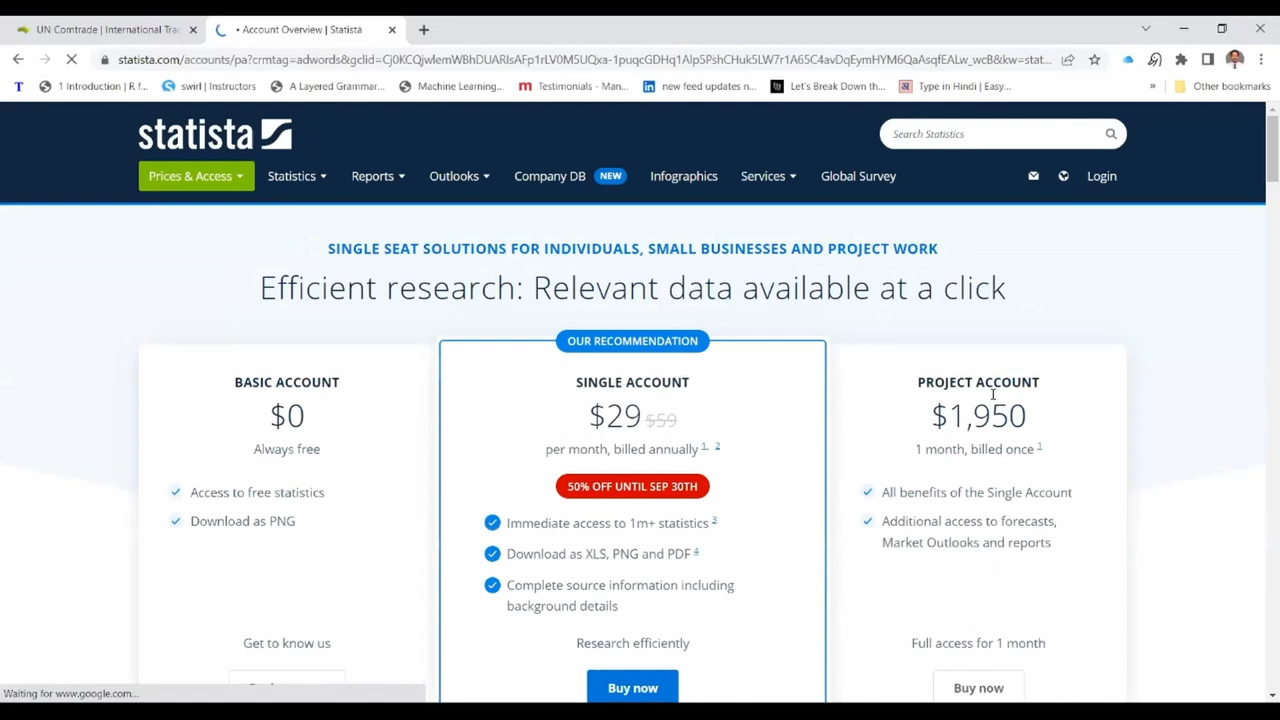 UN Comtrade | International Trac
• Account Overview | Statista
statista.com/accounts/pa?crmtag=adwords&gclid=Cj0KCQjwlemWBhDUARIsAFp1rLV0M5UQxa-1puqcGDHq1Alp5PshCHuk5LW7r1A65C4avDqEymHYM6QaAsqfEALw_wcB&kw=stat...
1 Introduction | R f...
swirl | Instructors
A Layered Grammar...
Machine Learning...
Testimonials – Man...
new feed updates n...
Let's Break Down th...
Type in Hindi | Easy...
Other bookmarks
statista
Search Statistics
Prices & Access
Statistics
Reports
Outlooks
Company DB NEW
Infographics
Services
Global Survey
Login
SINGLE SEAT SOLUTIONS FOR INDIVIDUALS, SMALL BUSINESSES AND PROJECT WORK
Efficient research: Relevant data available at a click
BASIC ACCOUNT
$0
Always free
Access to free statistics
Download as PNG
Get to know us
OUR RECOMMENDATION
SINGLE ACCOUNT
$29 $59
per month, billed annually 1, 2
50% OFF UNTIL SEP 30TH
Immediate access to 1m+ statistics 3
Download as XLS, PNG and PDF 4
Complete source information including
background details
Research efficiently
Buy now
PROJECT ACCOUNT
$1,950
1 month, billed once 1
All benefits of the Single Account
Additional access to forecasts,
Market Outlooks and reports
Full access for 1 month
Buy now
Waiting for www.google.com...